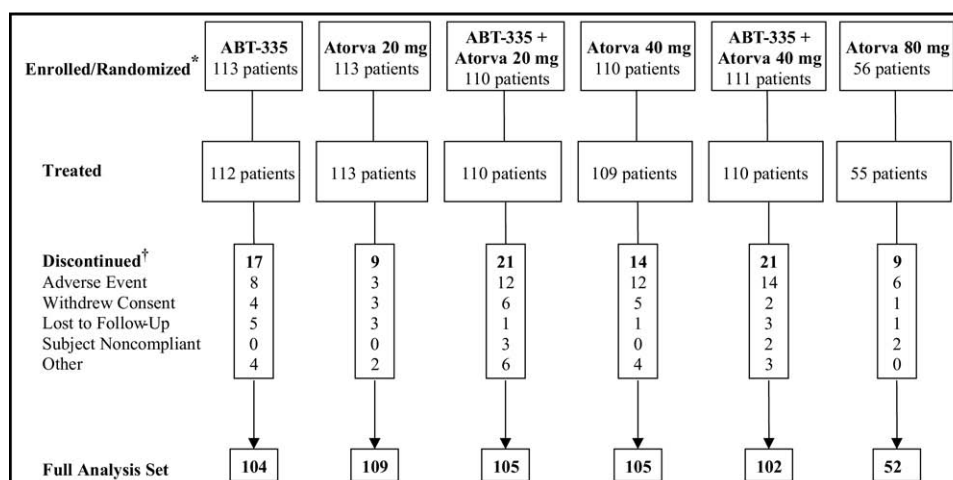 ABT-335 Atorva 20 mg ABT-335 + Atorva 40 mg ABT-335 + Atorva 80 mg
Enrolled/Randomized* 113 patients 113 patients Atorva 20 mg 110 patients Atorva 40 mg 56 patients
110 patients 111 patients
Treated 112 patients 113 patients 110 patients 109 patients 110 patients 55 patients
Discontinued† 17 9 21 14 21 9
Adverse Event 8 3 12 12 14 6
Withdrew Consent 4 3 6 5 2 1
Lost to Follow-Up 5 3 1 1 3 1
Subject Noncompliant 0 0 3 0 2 2
Other 4 2 6 4 3 0
Full Analysis Set 104 109 105 105 102 52